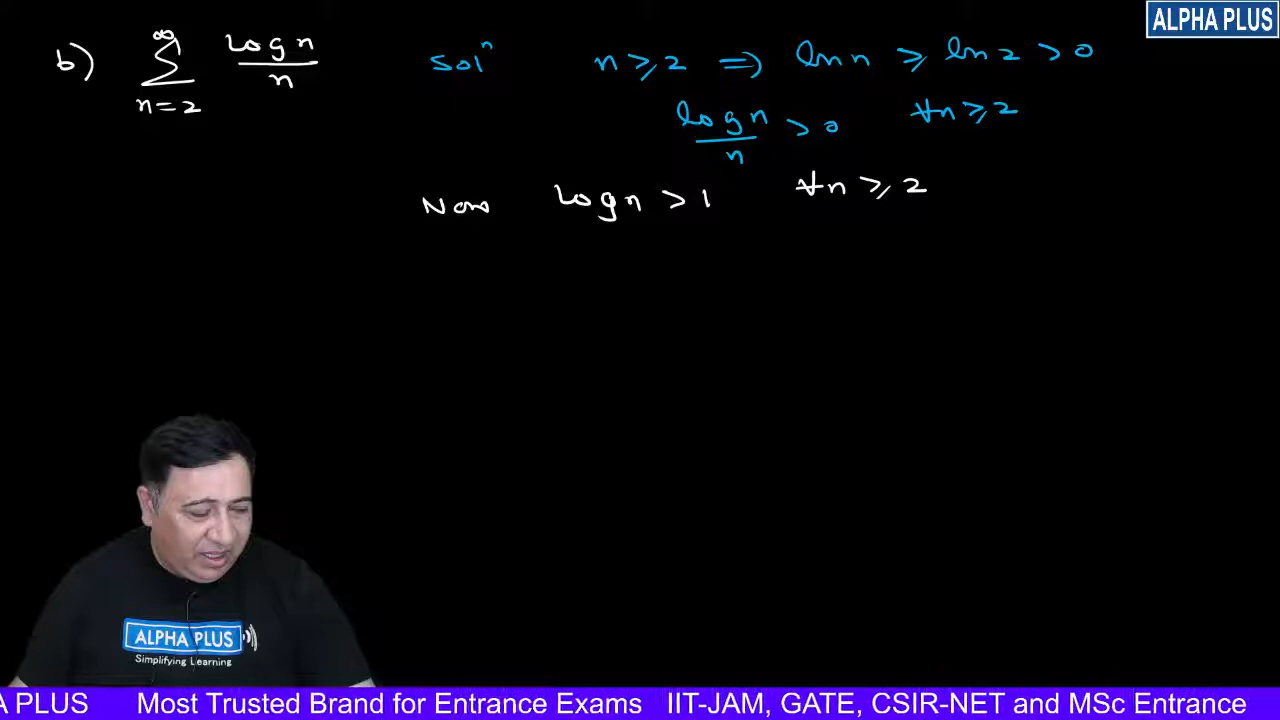 ALPHA PLUS
b) ∞ Σ n=2 log n / n solⁿ n ⩾ 2 ⟹ ln n ⩾ ln 2 > 0
log n / n > 0 ∀n ⩾ 2
Now log n > 1 ∀n ⩾ 2
ALPHA PLUS
Simplifying Learning
A PLUS Most Trusted Brand for Entrance Exams IIT-JAM, GATE, CSIR-NET and MSc Entrance